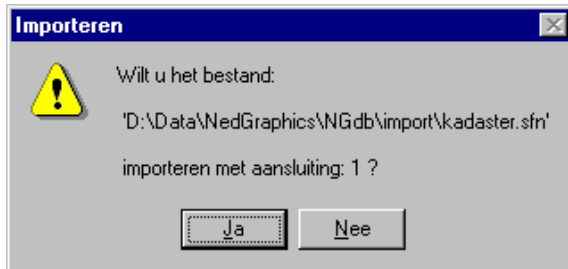 Importeren
Wilt u het bestand:
'D:\Data\NedGraphics\NGdb\import\kadaster.sfn'
importeren met aansluiting: 1 ?
Ja Nee